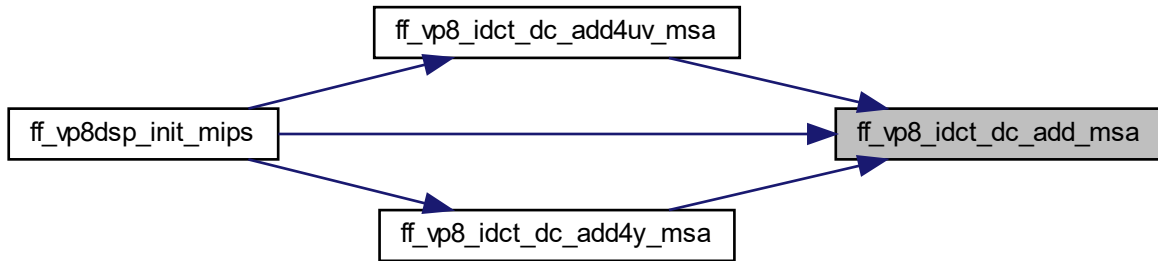 ff_vp8_idct_dc_add4uv_msa
ff_vp8dsp_init_mips
ff_vp8_idct_dc_add_msa
ff_vp8_idct_dc_add4y_msa